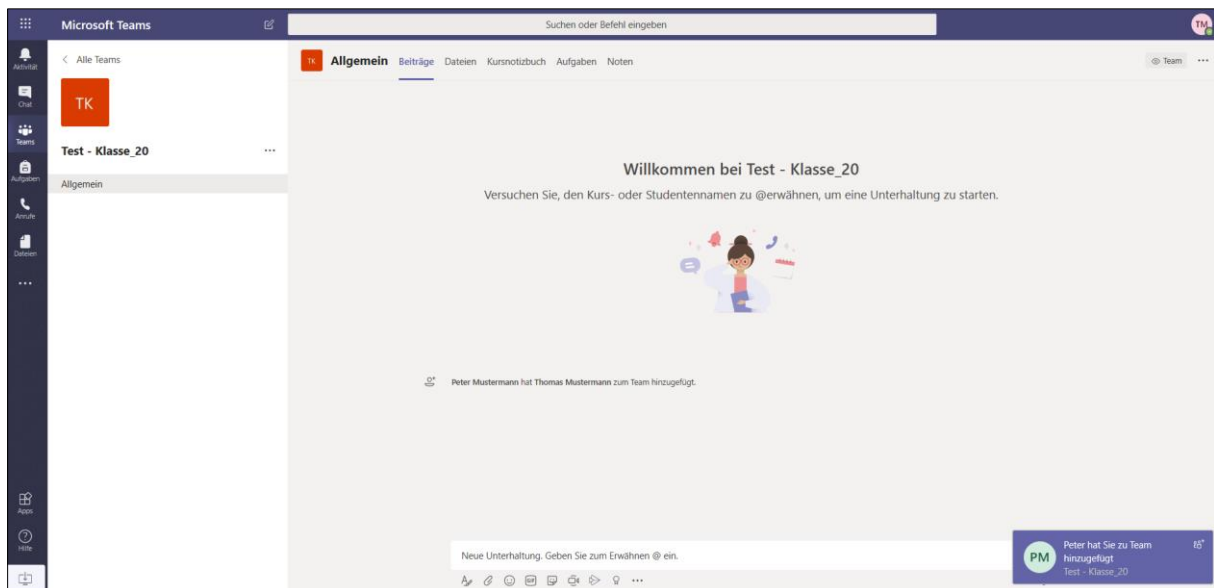 Microsoft Teams
Suchen oder Befehl eingeben
TM
Aktivität
Chat
Teams
Aufgaben
Anrufe
Dateien
Apps
Hilfe
Alle Teams
TK
Test - Klasse_20
Allgemein
TK Allgemein Beiträge Dateien Kursnotizbuch Aufgaben Noten
Team
Willkommen bei Test - Klasse_20
Versuchen Sie, den Kurs- oder Studentennamen zu @erwähnen, um eine Unterhaltung zu starten.
Peter Mustermann hat Thomas Mustermann zum Team hinzugefügt.
Neue Unterhaltung. Geben Sie zum Erwähnen @ ein.
GIF
PM
Peter hat Sie zu Team
hinzugefügt
Test - Klasse_20